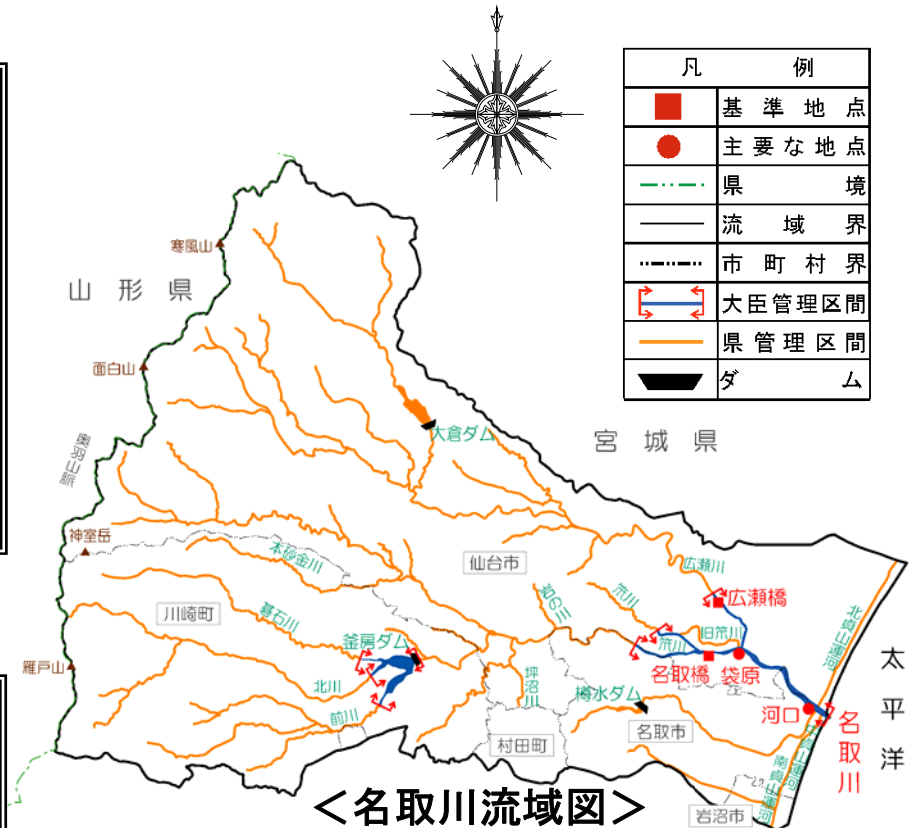 凡例
基準地点
主要な地点
県境
流域界
市町村界
大臣管理区間
県管理区間
ダム
寒風山
山形県
面白山
大倉ダム
宮城県
奥羽山脈
神室岳
本砂金川
仙台市
広瀬川
広瀬橋
川崎町
碁石川
笊川
旧笊川
北貞山運河
太平洋
釜房ダム
笊川
雁戸山
北川
名取橋
袋原
坪沼川
樽水ダム
前川
河口
名取川
村田町
名取市
南貞山運河
岩沼市
＜名取川流域図＞